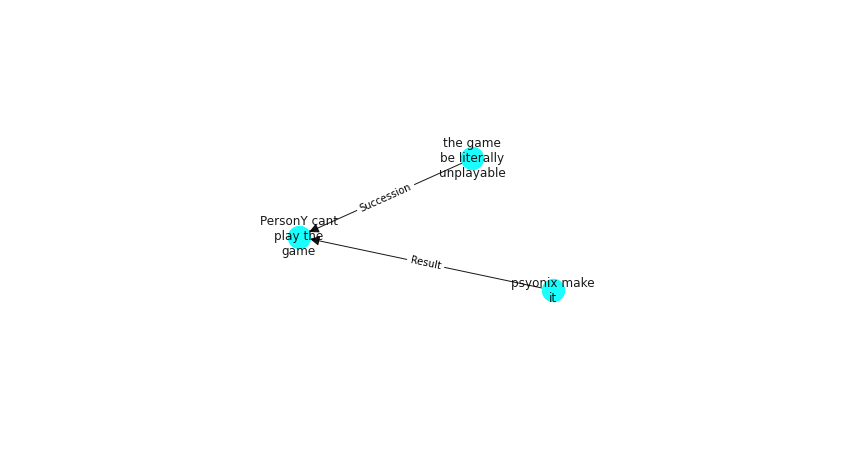 the game
be literally
unplayable
Succession
PersonY cant
play the
game
Result
psyonix make
it